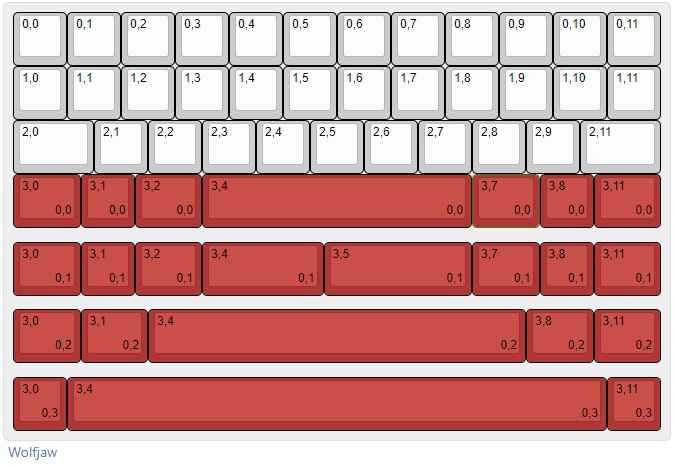 0,0 0,1 0,2 0,3 0,4 0,5 0,6 0,7 0,8 0,9 0,10 0,11
1,0 1,1 1,2 1,3 1,4 1,5 1,6 1,7 1,8 1,9 1,10 1,11
2,0 2,1 2,2 2,3 2,4 2,5 2,6 2,7 2,8 2,9 2,11
3,0 3,1 3,2 3,4 3,7 3,8 3,11
0,0 0,0 0,0 0,0 0,0 0,0 0,0
3,0 3,1 3,2 3,4 3,5 3,7 3,8 3,11
0,1 0,1 0,1 0,1 0,1 0,1 0,1 0,1
3,0 3,1 3,4 3,8 3,11
0,2 0,2 0,2 0,2 0,2
3,0 3,4 3,11
0,3 0,3 0,3
Wolfjaw